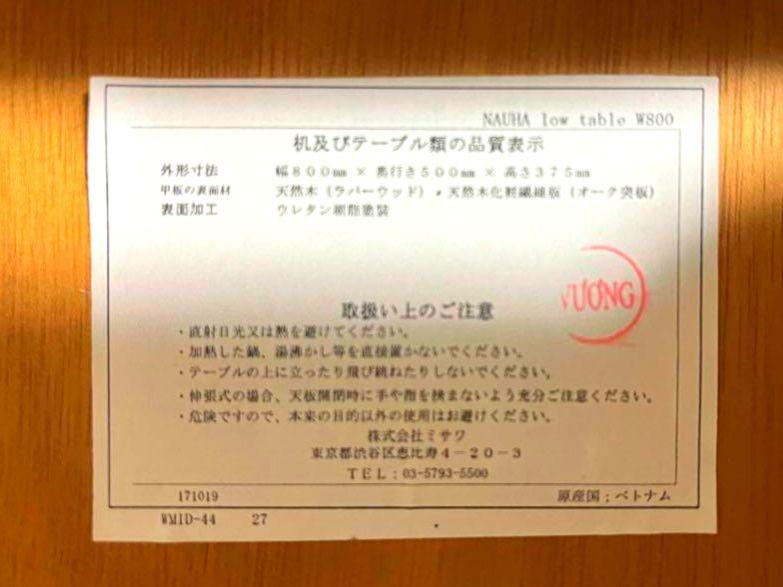 NAUHA low table W800
机及びテーブル類の品質表示
外形寸法 幅800mm × 奥行き500mm × 高さ375mm
甲板の表面材 天然木(ラバーウッド)・天然木化粧繊維板(オーク突板)
表面加工 ウレタン樹脂塗装
VƯƠNG
取扱い上のご注意
・直射日光又は熱を避けてください。
・加熱した鍋、湯沸かし等を直接置かないでください。
・テーブルの上に立ったり飛び跳ねたりしないでください。
・伸張式の場合、天板開閉時に手や指を挟まないよう充分ご注意ください。
・危険ですので、本来の目的以外の使用はお避けください。
株式会社ミサワ
東京都渋谷区恵比寿4-20-3
TEL:03-5793-5500
171019 原産国;ベトナム
WMID-44 27